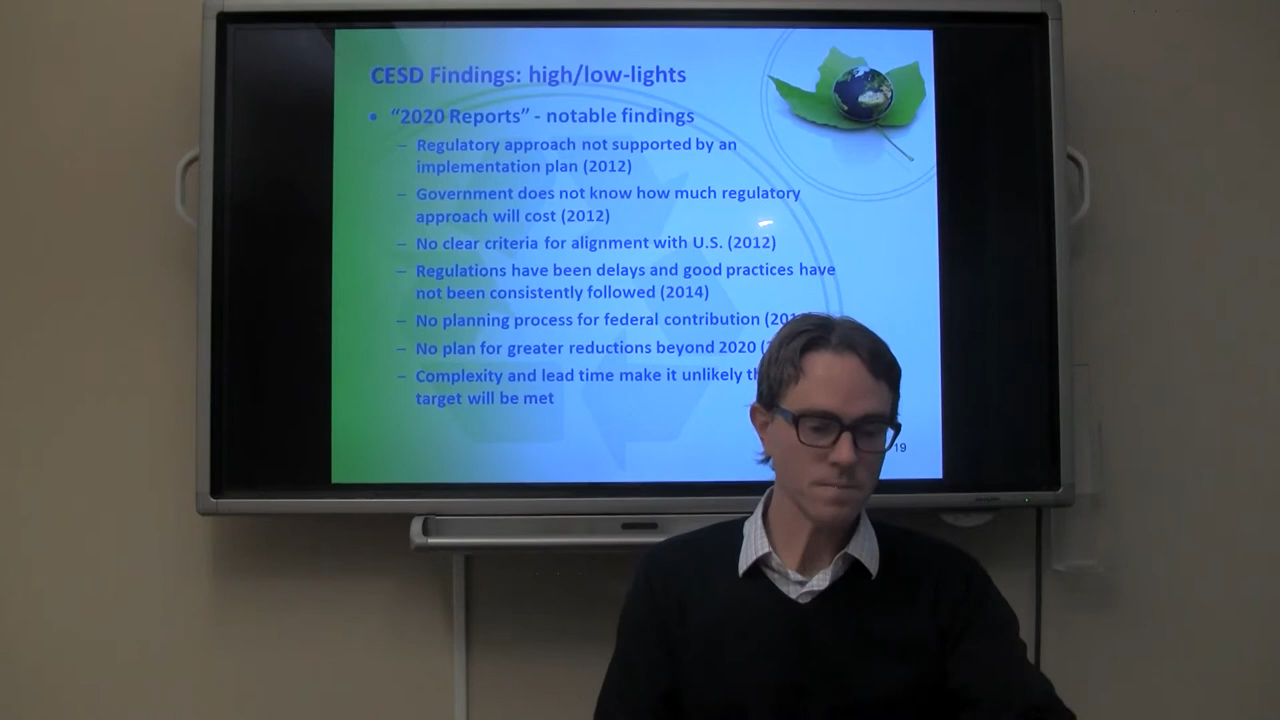 CESD Findings: high/low-lights
• “2020 Reports” - notable findings
– Regulatory approach not supported by an
implementation plan (2012)
– Government does not know how much regulatory
approach will cost (2012)
– No clear criteria for alignment with U.S. (2012)
– Regulations have been delays and good practices have
not been consistently followed (2014)
– No planning process for federal contribution
– No plan for greater reductions beyond 2020
– Complexity and lead time make it unlikely
target will be met
19